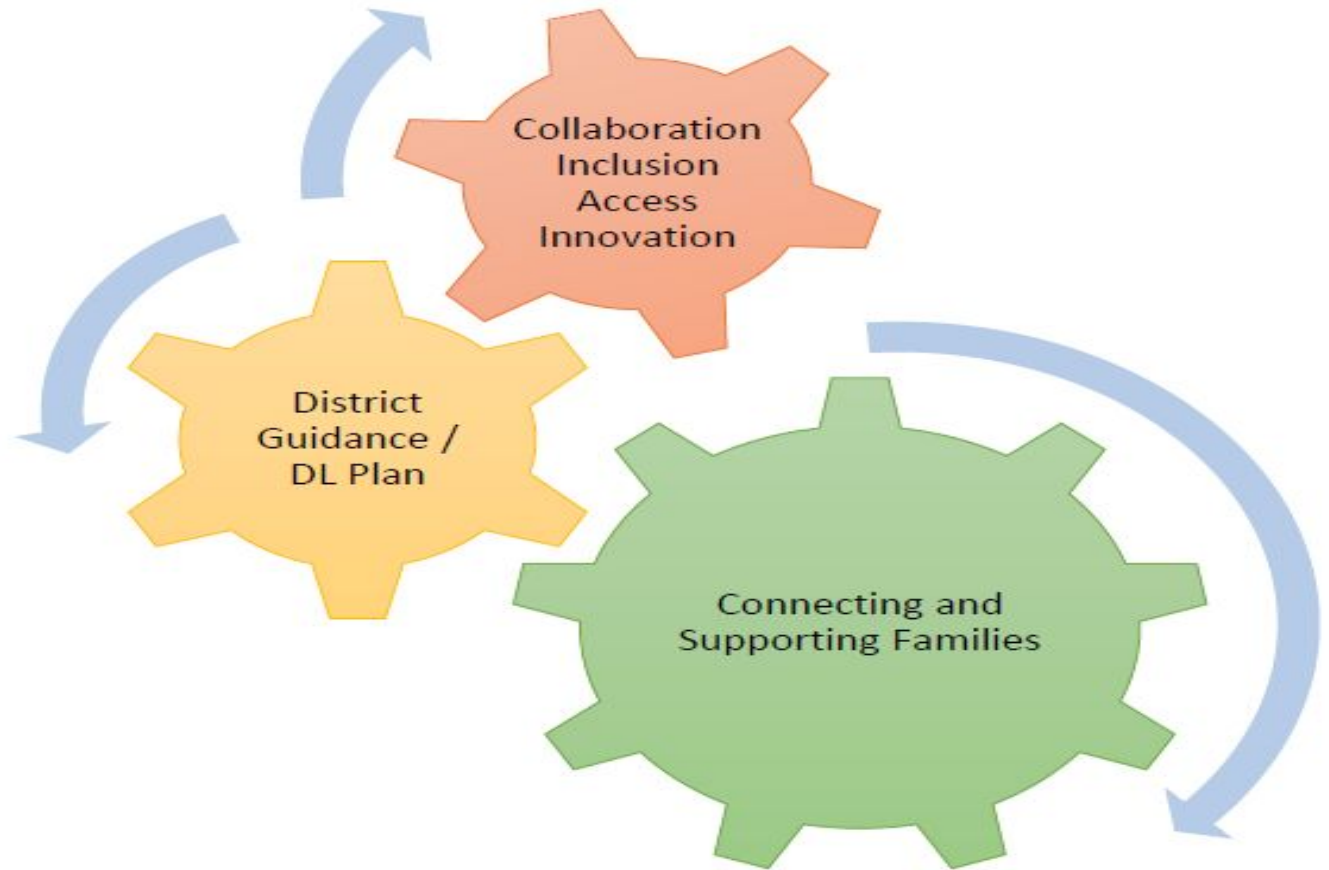 Collaboration
Inclusion
Access
Innovation
District
Guidance /
DL Plan
Connecting and
Supporting Families